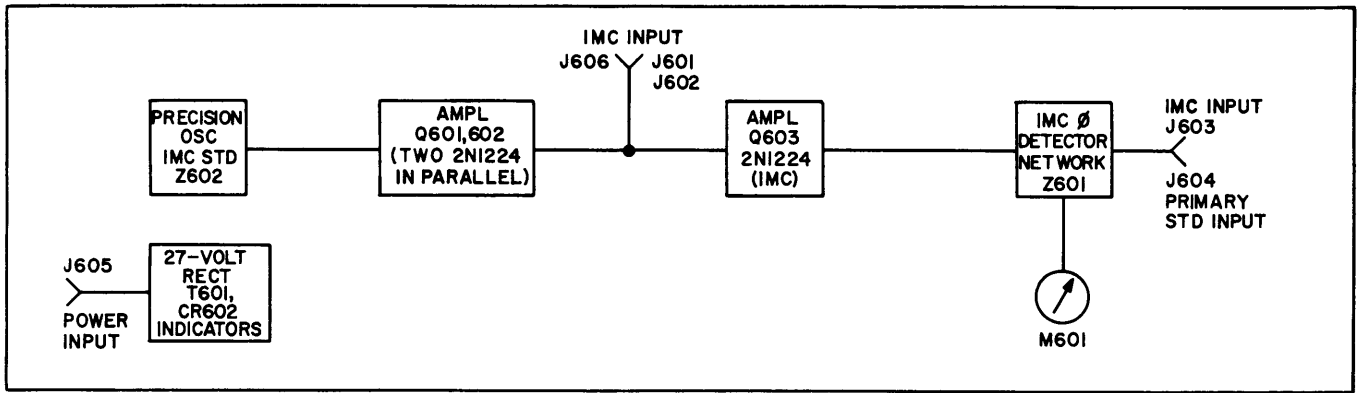 IMC INPUT
J606
J601
J602
PRECISION
OSC
IMC STD
Z602
AMPL
Q601,602
(TWO 2N1224
IN PARALLEL)
AMPL
Q603
2N1224
(IMC)
IMC Ø
DETECTOR
NETWORK
Z601
IMC INPUT
J603
J604
PRIMARY
STD INPUT
J605
POWER
INPUT
27-VOLT
RECT
T601,
CR602
INDICATORS
M601